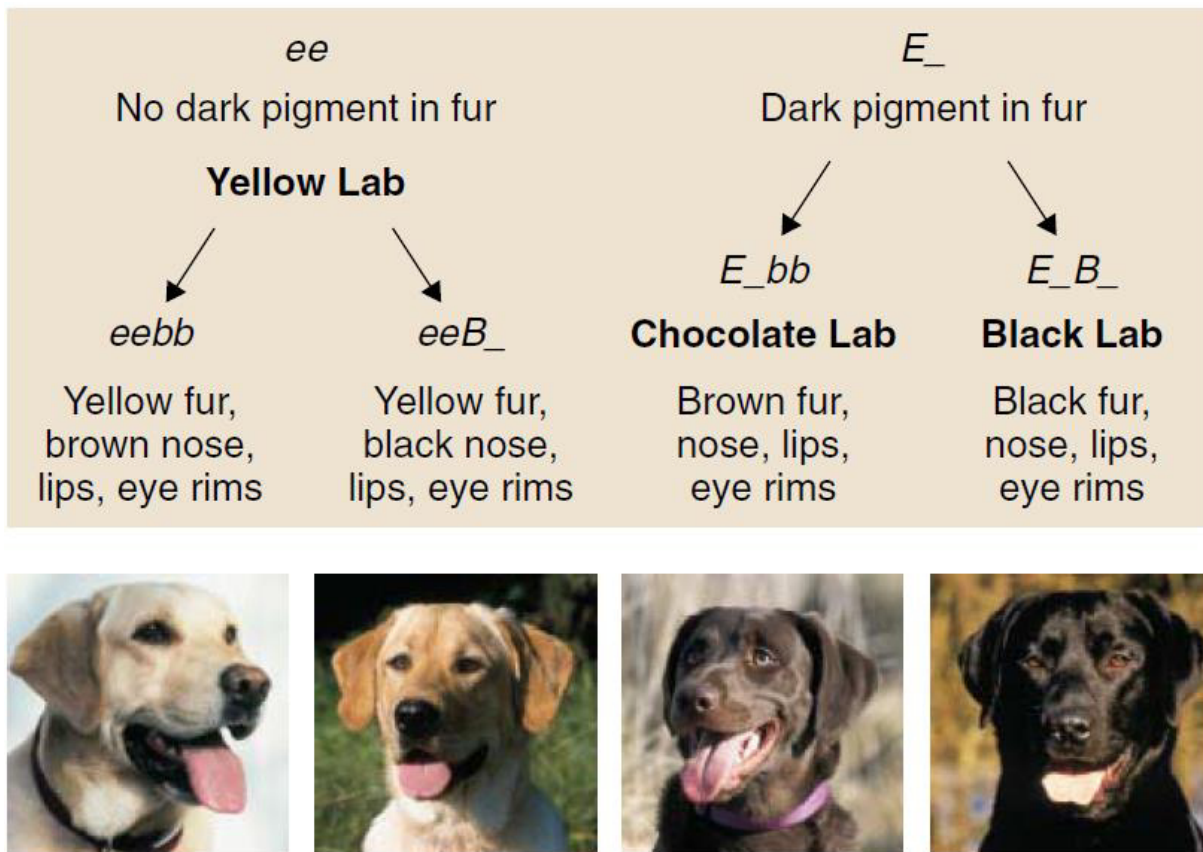 ee
No dark pigment in fur
Yellow Lab
eebb
Yellow fur,
brown nose,
lips, eye rims
eeB_
Yellow fur,
black nose,
lips, eye rims
E_
Dark pigment in fur
E_bb
Chocolate Lab
Brown fur,
nose, lips,
eye rims
E_B_
Black Lab
Black fur,
nose, lips,
eye rims